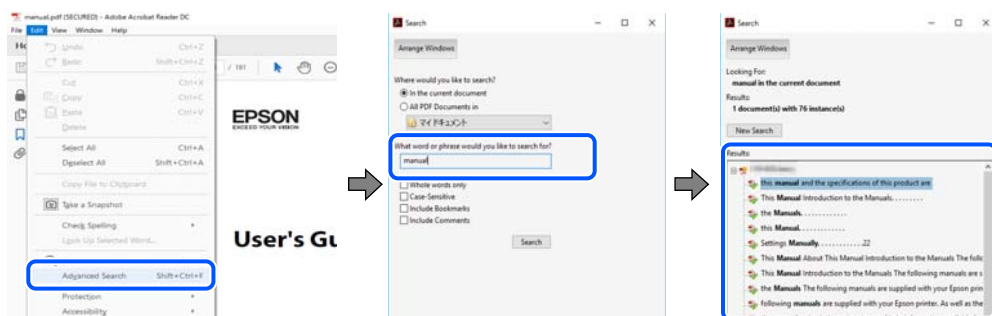 manual.pdf (SECURED) - Adobe Acrobat Reader DC
File Edit View Window Help
Undo Ctrl+Z
Redo Shift+Ctrl+Z
Cut Ctrl+X
Copy Ctrl+C
Paste Ctrl+V
Delete
Select All Ctrl+A
Deselect All Shift+Ctrl+A
Copy File to Clipboard
Take a Snapshot
Check Spelling
Look Up Selected Word...
Advanced Search Shift+Ctrl+F
Protection
Accessibility
/ 191
EPSON
EXCEED YOUR VISION
User's Gu
Search
Arrange Windows
Where would you like to search?
In the current document
All PDF Documents in
マイ ドキュメント
What word or phrase would you like to search for?
manual
Whole words only
Case-Sensitive
Include Bookmarks
Include Comments
Search
Search
Arrange Windows
Looking For:
manual in the current document
Results:
1 document(s) with 76 instance(s)
New Search
Results:
this manual and the specifications of this product are
This Manual Introduction to the Manuals. . . . . . . . .
the Manuals. . . . . . . . . . . . .
this Manual. . . . . . . . . . . . .
Settings Manually. . . . . . . . . . . . .22
This Manual About This Manual Introduction to the Manuals The follo
This Manual Introduction to the Manuals The following manuals are s
the Manuals The following manuals are supplied with your Epson prin
following manuals are supplied with your Epson printer. As well as the